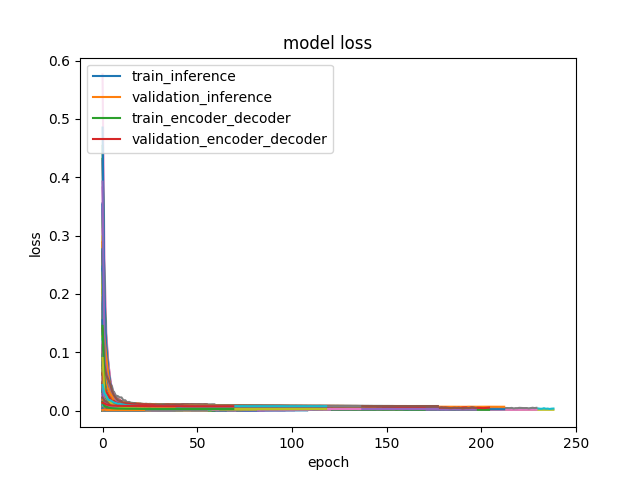 model loss
train_inference
validation_inference
train_encoder_decoder
validation_encoder_decoder
loss
0.6
0.5
0.4
0.3
0.2
0.1
0.0
0 50 100 150 200 250
epoch